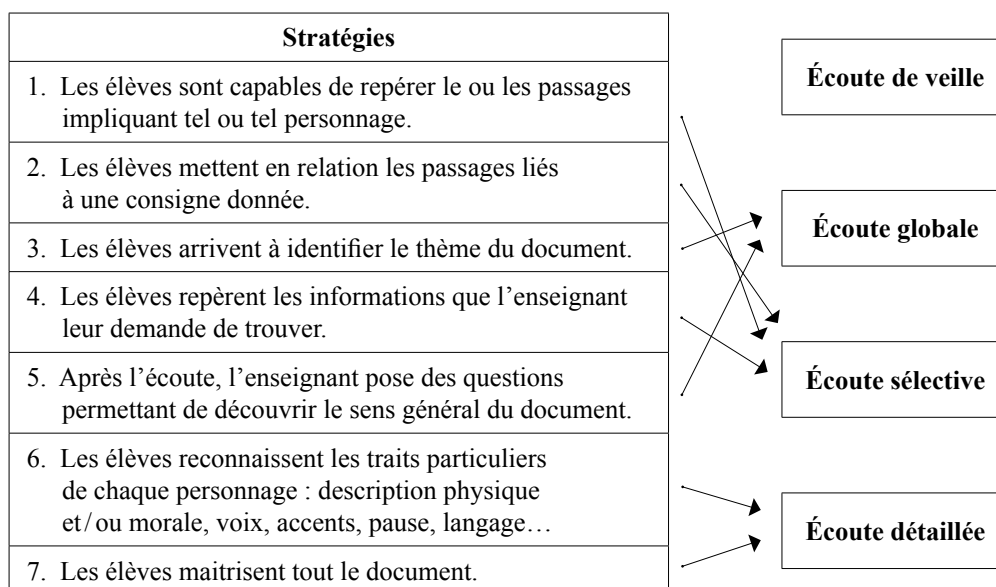 Stratégies
1. Les élèves sont capables de repérer le ou les passages
impliquant tel ou tel personnage.
2. Les élèves mettent en relation les passages liés
à une consigne donnée.
3. Les élèves arrivent à identifier le thème du document.
4. Les élèves repèrent les informations que l’enseignant
leur demande de trouver.
5. Après l’écoute, l’enseignant pose des questions
permettant de découvrir le sens général du document.
6. Les élèves reconnaissent les traits particuliers
de chaque personnage : description physique
et/ou morale, voix, accents, pause, langage…
7. Les élèves maitrisent tout le document.
Écoute de veille
Écoute globale
Écoute sélective
Écoute détaillée